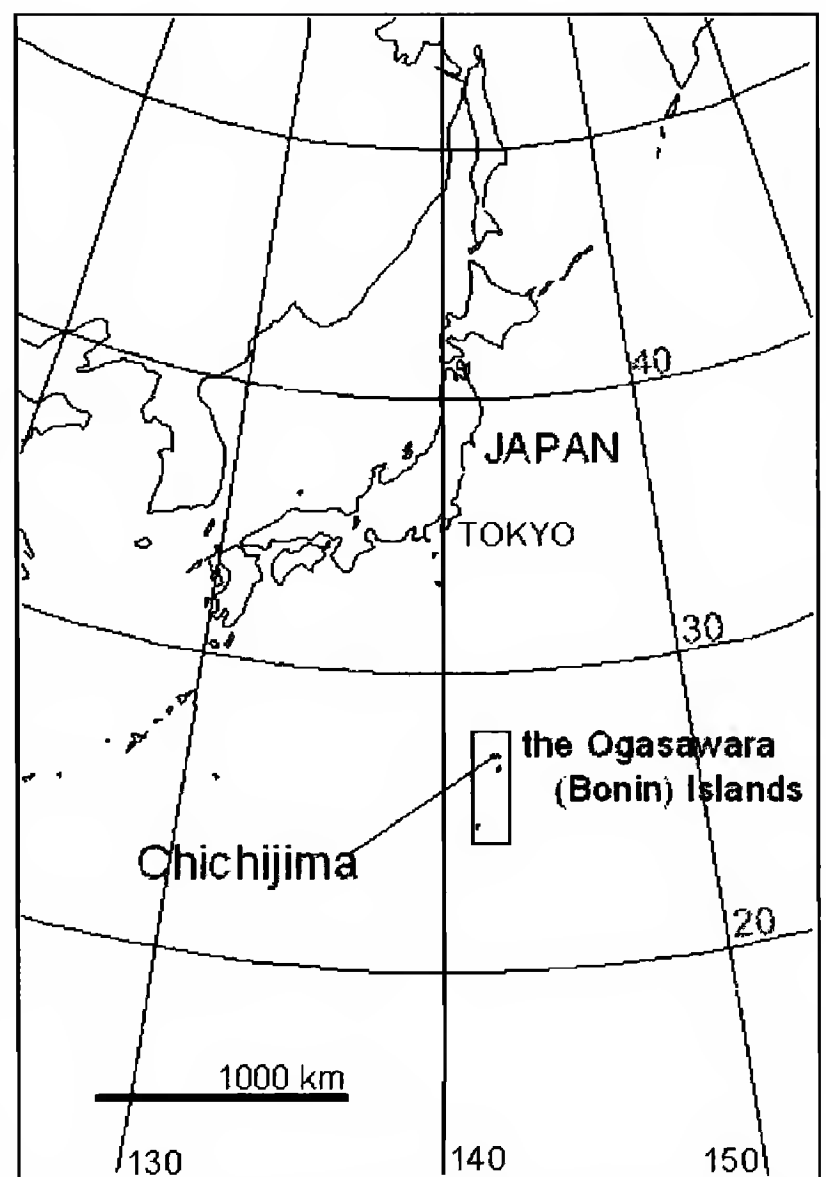 40
JAPAN
TOKYO
30
the Ogasawara
(Bonin) Islands
Chichijima
20
1000 km
130
140
150